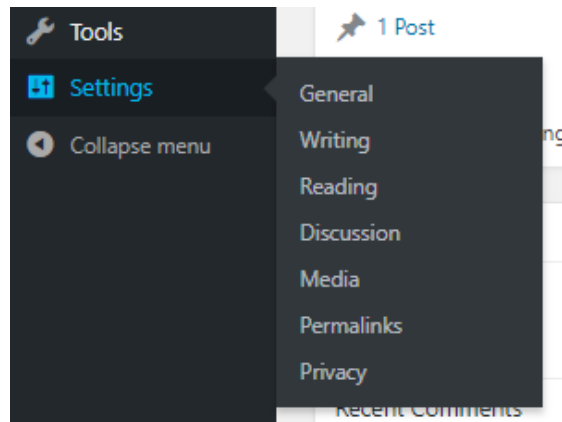 Tools
1 Post
Settings
General
Collapse menu
Writing
Reading
Discussion
Media
Permalinks
Privacy
Recent Comments